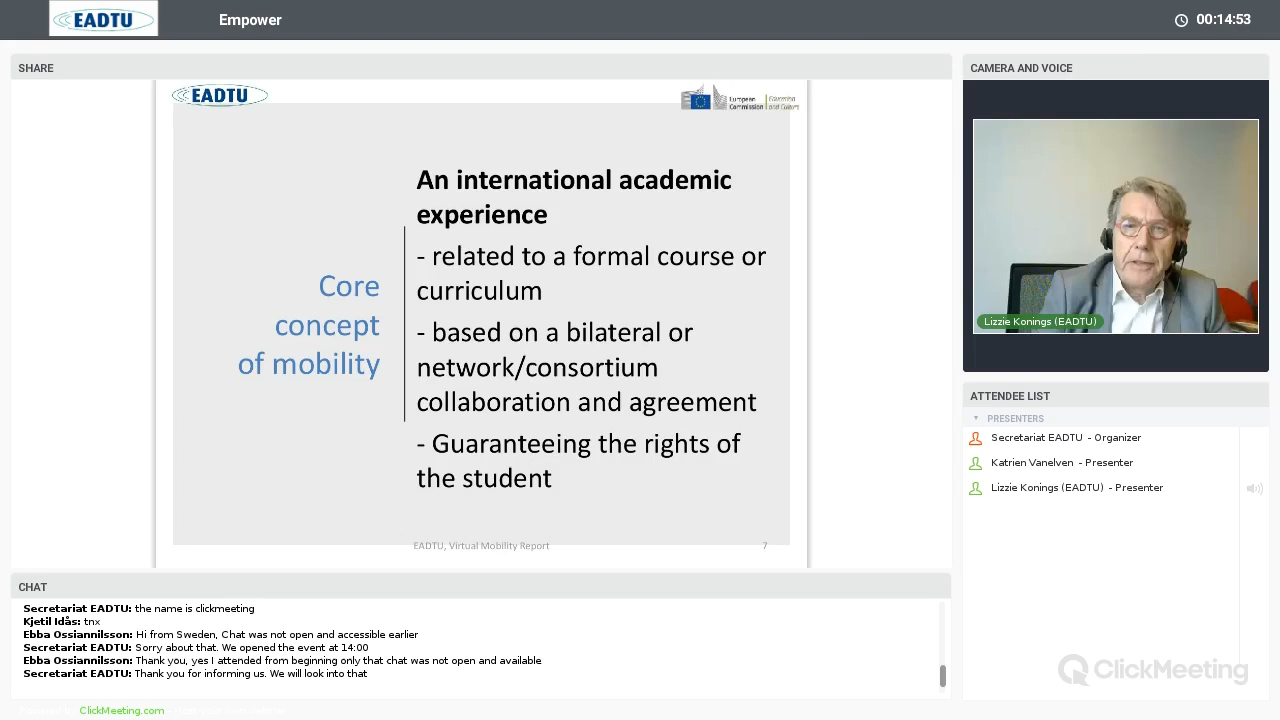 EADTU
Empower
00:14:53
SHARE
EADTU
European
Commission
Education
and Culture
Core
concept
of mobility
An international academic
experience
- related to a formal course or
curriculum
- based on a bilateral or
network/consortium
collaboration and agreement
- Guaranteeing the rights of
the student
EADTU, Virtual Mobility Report
7
CAMERA AND VOICE
Lizzie Konings (EADTU)
ATTENDEE LIST
PRESENTERS
Secretariat EADTU - Organizer
Katrien Vanelven - Presenter
Lizzie Konings (EADTU) - Presenter
CHAT
Secretariat EADTU: the name is clickmeeting
Kjetil Idås: tnx
Ebba Ossiannilsson: Hi from Sweden, Chat was not open and accessible earlier
Secretariat EADTU: Sorry about that. We opened the event at 14:00
Ebba Ossiannilsson: Thank you, yes I attended from beginning only that chat was not open and available
Secretariat EADTU: Thank you for informing us. We will look into that
ClickMeeting
ClickMeeting.com